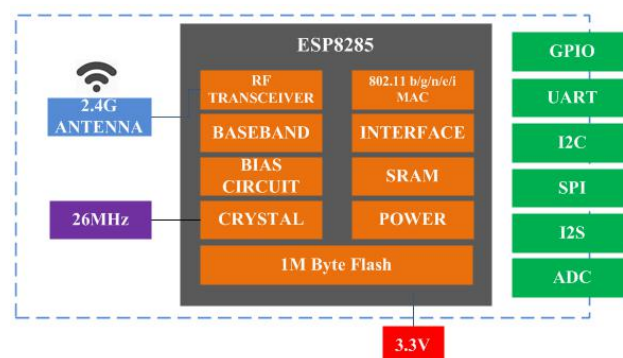 ESP8285
RF
TRANSCEIVER
802.11 b/g/n/e/i
MAC
GPIO
2.4G
ANTENNA
BASEBAND
INTERFACE
UART
I2C
BIAS
CIRCUIT
SRAM
SPI
26MHz
CRYSTAL
POWER
I2S
1M Byte Flash
ADC
3.3V